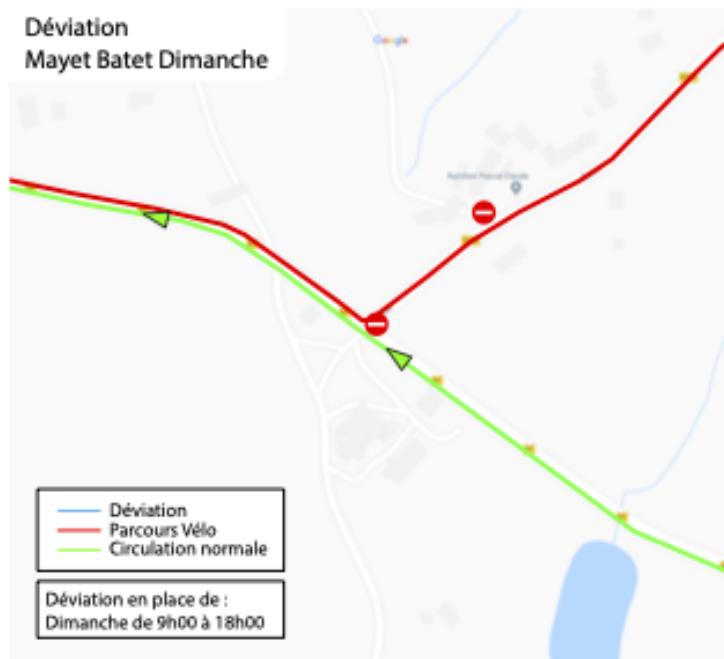 Déviation
Mayet Batet Dimanche
Google
Déviation
Parcours Vélo
Circulation normale
Déviation en place de :
Dimanche de 9h00 à 18h00